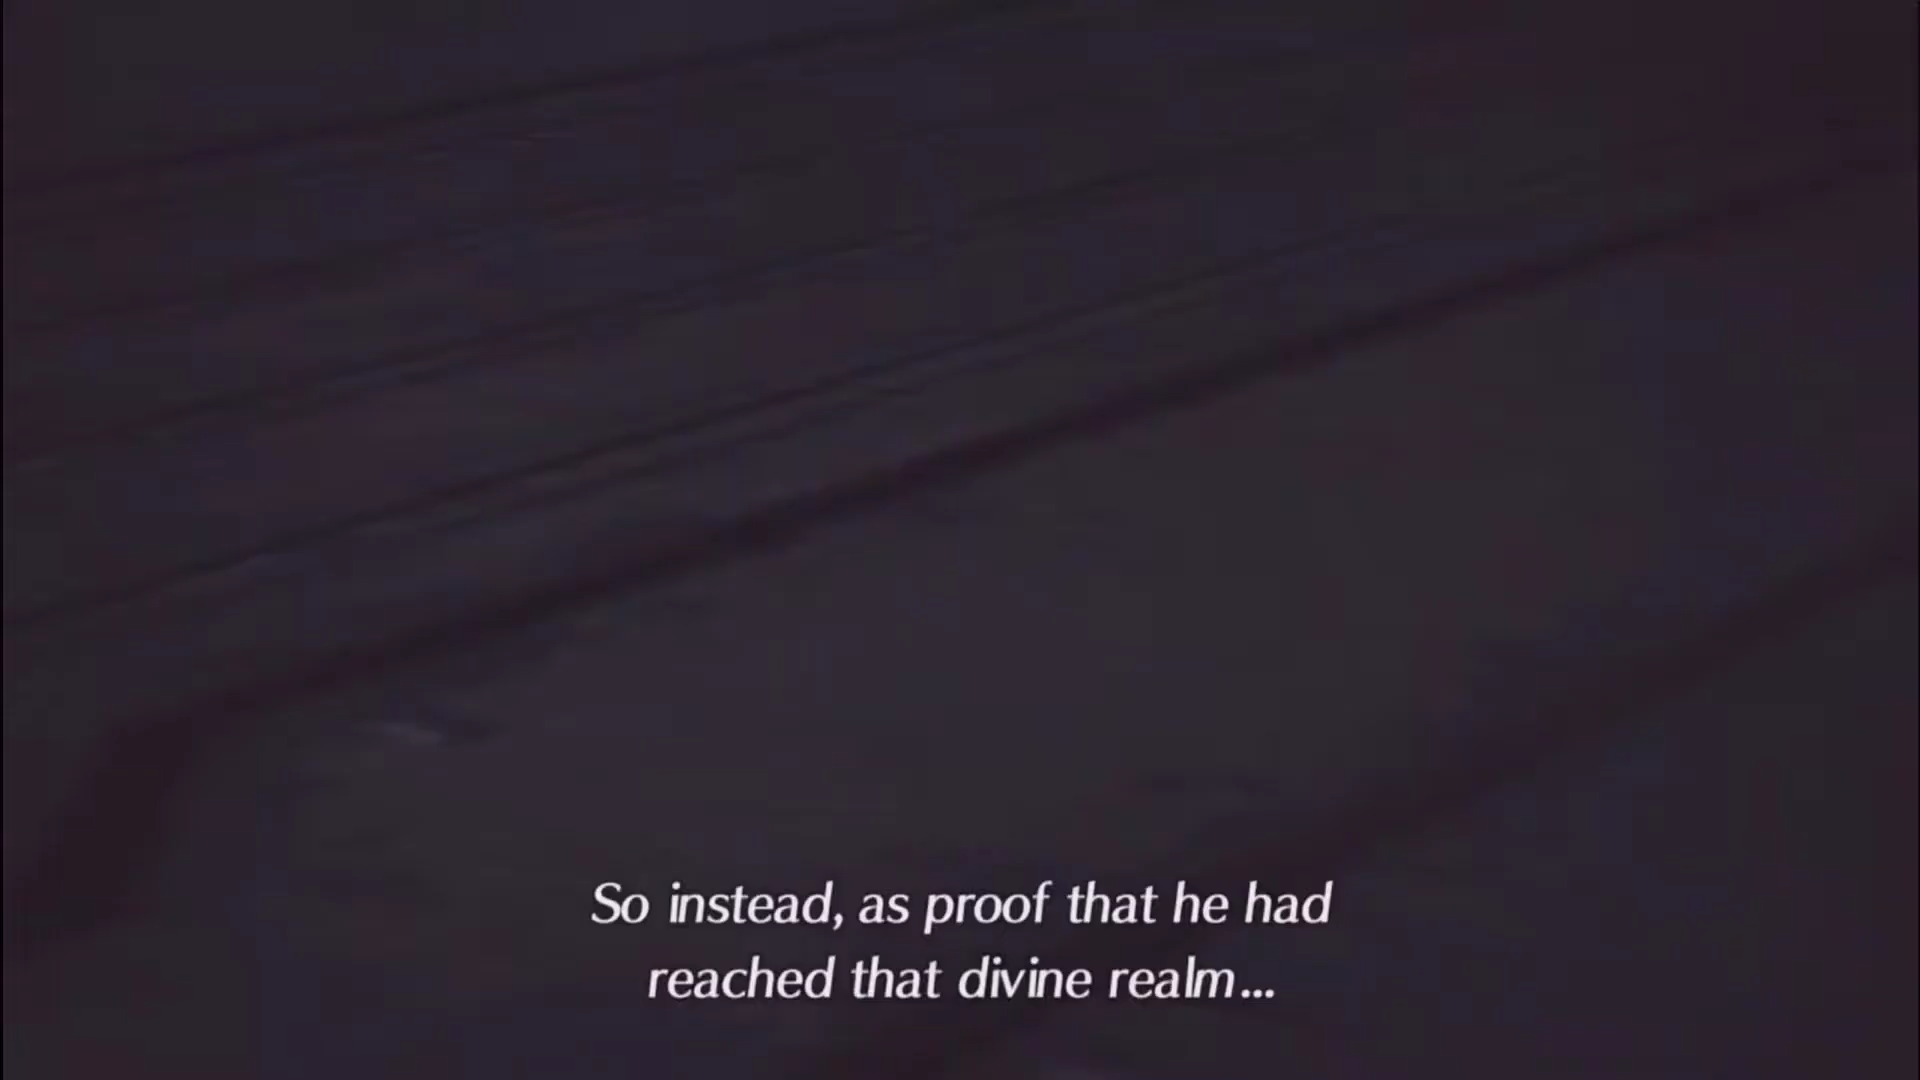 So instead, as proof that he had
reached that divine realm...